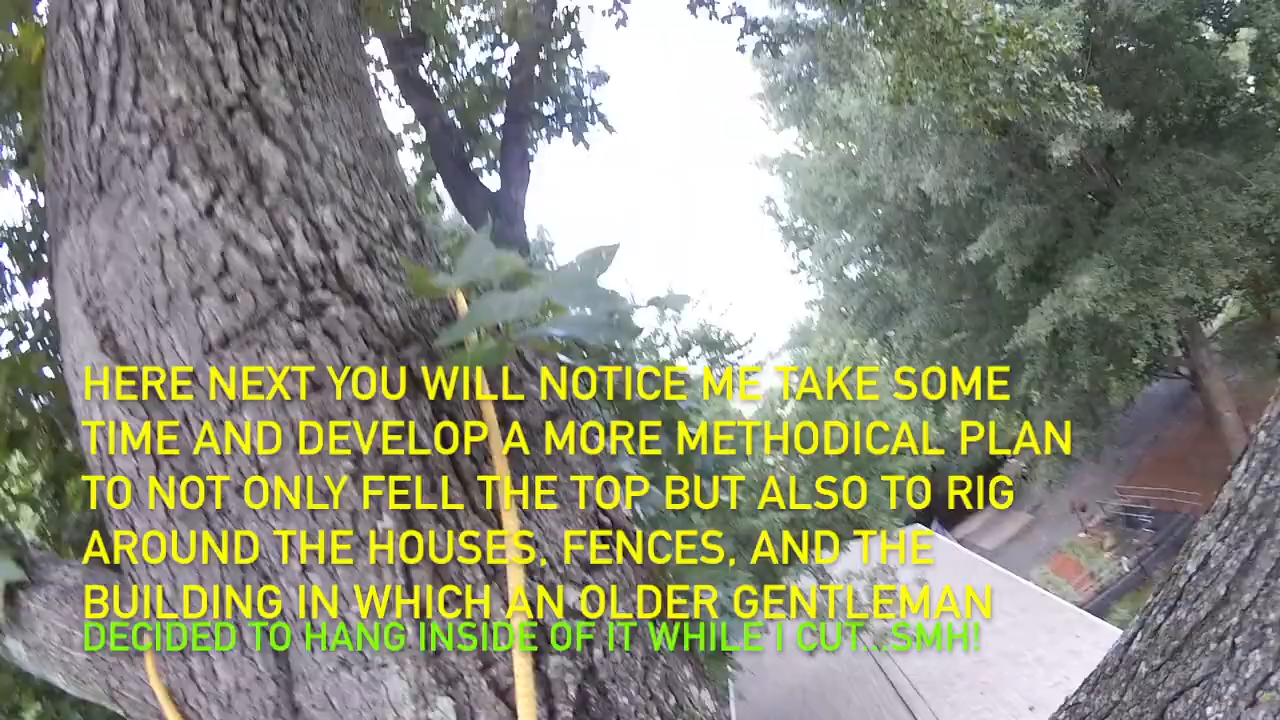 HERE NEXT YOU WILL NOTICE ME TAKE SOME
TIME AND DEVELOP A MORE METHODICAL PLAN
TO NOT ONLY FELL THE TOP BUT ALSO TO RIG
AROUND THE HOUSES, FENCES, AND THE
BUILDING IN WHICH AN OLDER GENTLEMAN
DECIDED TO HANG INSIDE OF IT WHILE I CUT...SMH!